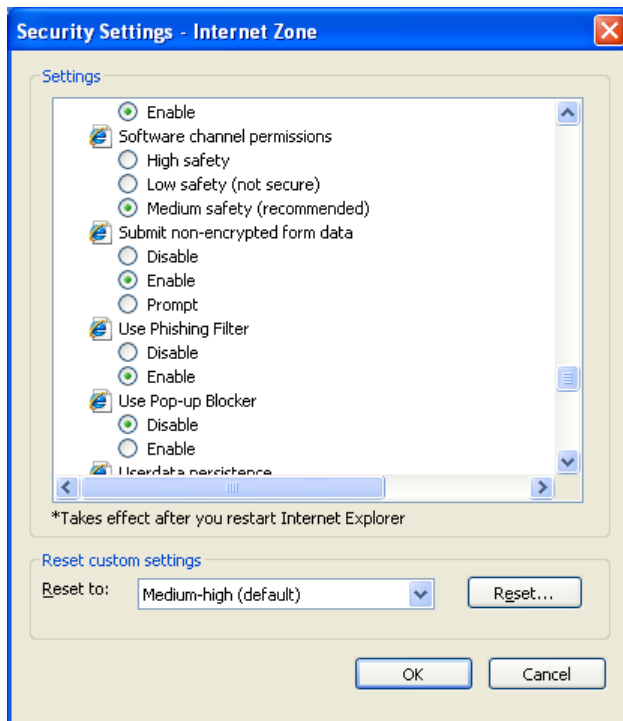 Security Settings - Internet Zone
Settings
Enable
Software channel permissions
High safety
Low safety (not secure)
Medium safety (recommended)
Submit non-encrypted form data
Disable
Enable
Prompt
Use Phishing Filter
Disable
Enable
Use Pop-up Blocker
Disable
Enable
Userdata persistence
*Takes effect after you restart Internet Explorer
Reset custom settings
Reset to: Medium-high (default) Reset...
OK Cancel